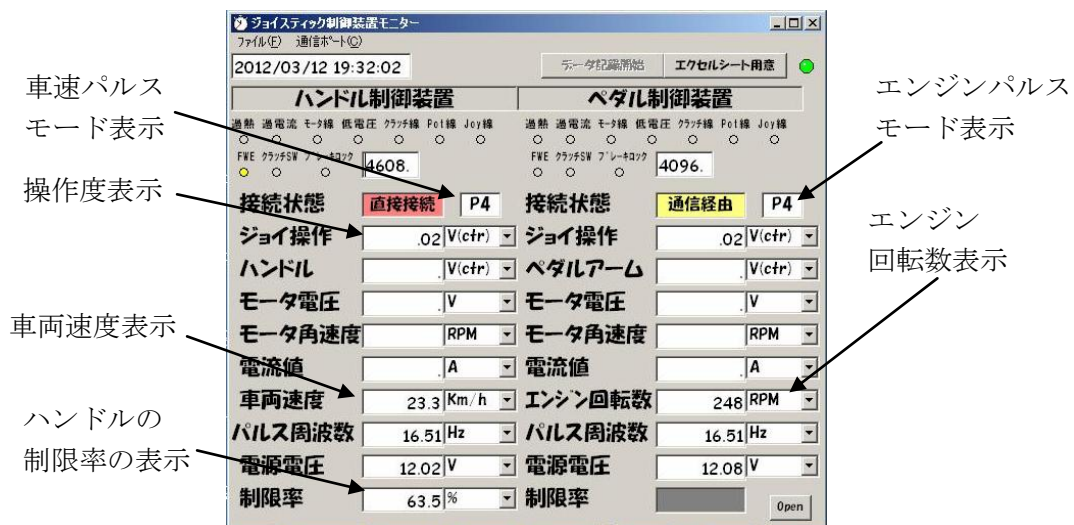 ジョイスティック制御装置モニター
ファイル(F) 通信ポート(C)
2012/03/12 19:32:02 データ記録開始 エクセルシート用意
車速パルス
モード表示
エンジンパルス
モード表示
ハンドル制御装置 ペダル制御装置
過熱 過電流 モータ線 低電圧 クラッチ線 Pot線 Joy線 過熱 過電流 モータ線 低電圧 クラッチ線 Pot線 Joy線
FWE クラッチSW ブレーキロック 4608. FWE クラッチSW ブレーキロック 4096.
操作度表示
接続状態 直接接続 P4 接続状態 通信経由 P4
ジョイ操作 .02 V(ctr) ジョイ操作 .02 V(ctr)
エンジン
回転数表示
ハンドル . V(ctr) ペダルアーム . V(ctr)
モータ電圧 . V モータ電圧 . V
車両速度表示
モータ角速度 RPM モータ角速度 RPM
電流値 . A 電流値 . A
車両速度 23.3 Km/h エンジン回転数 248 RPM
ハンドルの
制限率の表示
パルス周波数 16.51 Hz パルス周波数 16.51 Hz
電源電圧 12.02 V 電源電圧 12.08 V
制限率 63.5 % 制限率 Open